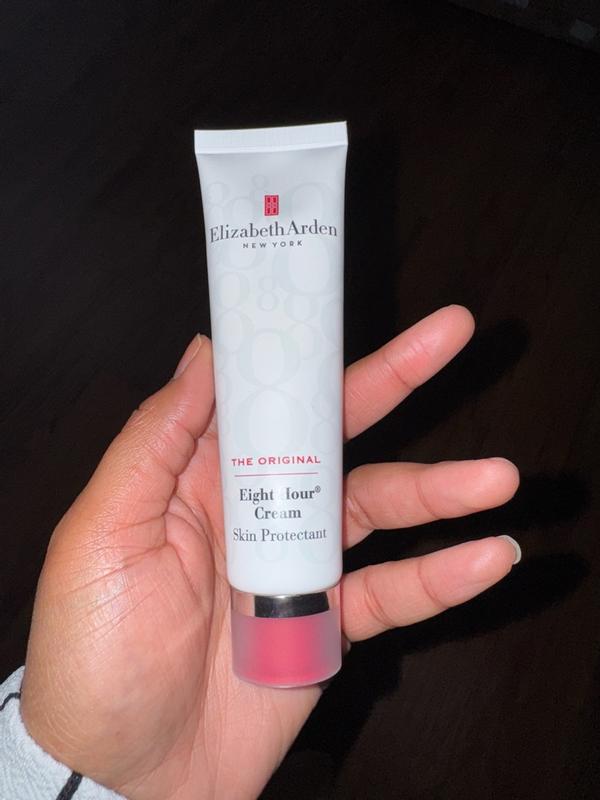 ElizabethArden
NEW YORK
THE ORIGINAL
Eight Hour®
Cream
Skin Protectant